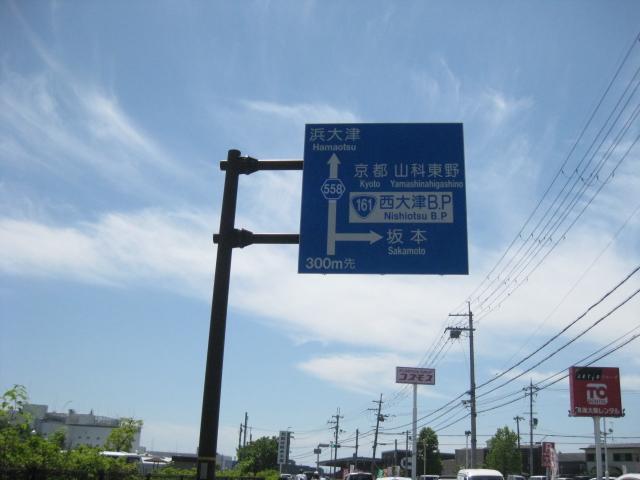 浜大津
Hamaotsu
京都 山科東野
Kyoto Yamashinahigashino
558
161 西大津B.P
Nishiotsu B.P
坂本
Sakamoto
300m先
コスモス